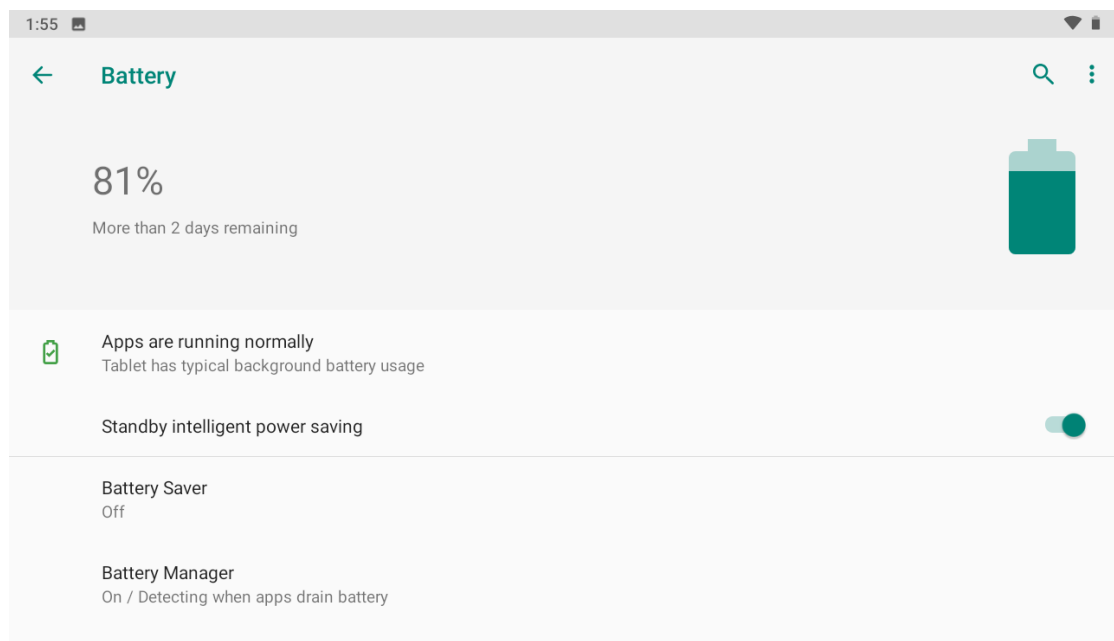 1:55
Battery
81%
More than 2 days remaining
Apps are running normally
Tablet has typical background battery usage
Standby intelligent power saving
Battery Saver
Off
Battery Manager
On / Detecting when apps drain battery